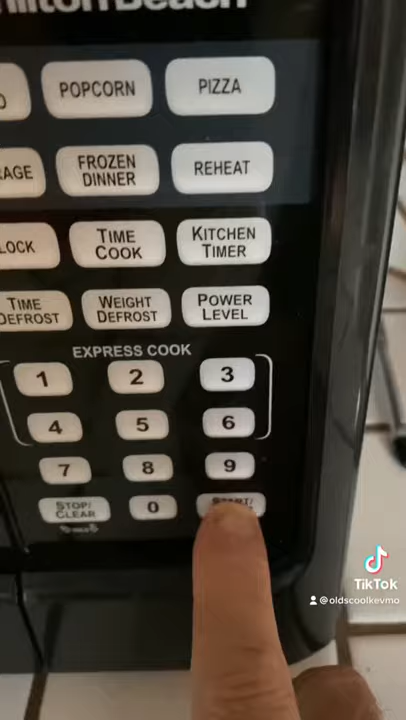 POPCORN
PIZZA
FROZEN
DINNER
REHEAT
TIME
COOK
KITCHEN
TIMER
TIME
DEFROST
WEIGHT
DEFROST
POWER
LEVEL
EXPRESS COOK
1
2
3
4
5
6
7
8
9
STOP/
CLEAR
0
START/
TikTok
@oldscoolkevmo